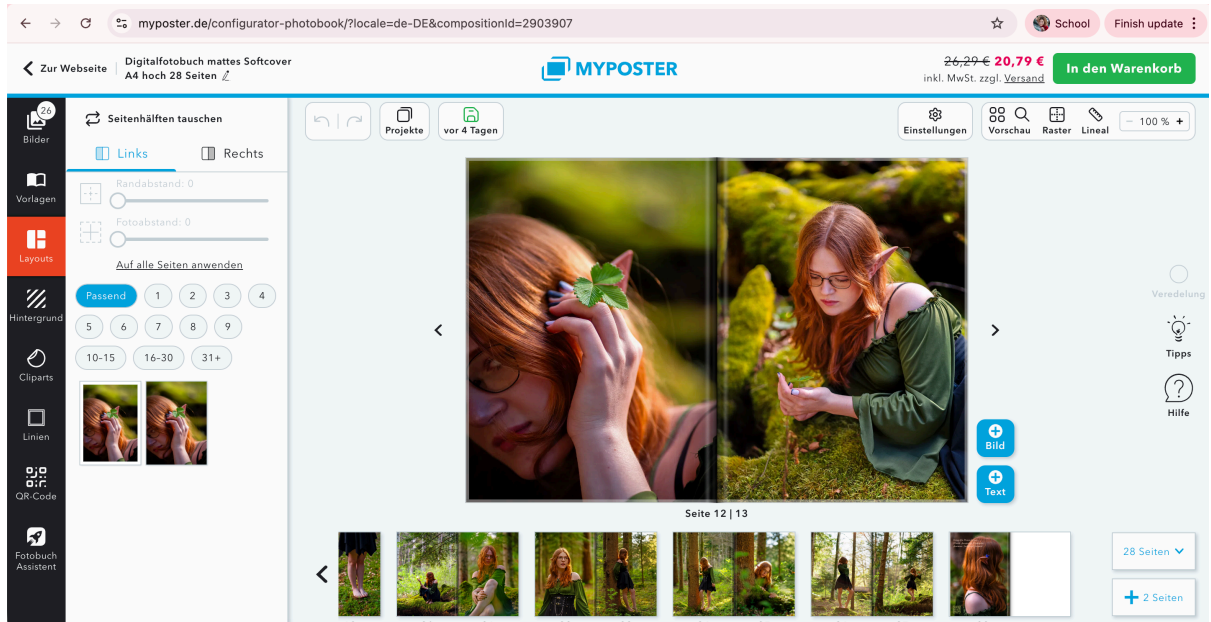 myposter.de/configurator-photobook/?locale=de-DE&compositionId=2903907
School
Finish update
Zur Webseite
Digitalfotobuch mattes Softcover
A4 hoch 28 Seiten
MYPOSTER
26,29 € 20,79 €
inkl. MwSt. zzgl. Versand
In den Warenkorb
26
Bilder
Vorlagen
Layouts
Hintergrund
Cliparts
Linien
QR-Code
Fotobuch
Assistent
Seitenhälften tauschen
Links
Rechts
Randabstand: 0
Fotoabstand: 0
Auf alle Seiten anwenden
Passend 1 2 3 4
5 6 7 8 9
10-15 16-30 31+
Projekte
vor 4 Tagen
Einstellungen
Vorschau
Raster
Lineal
- 100 % +
Veredelung
Tipps
?
Hilfe
Bild
Text
Seite 12 | 13
28 Seiten
2 Seiten